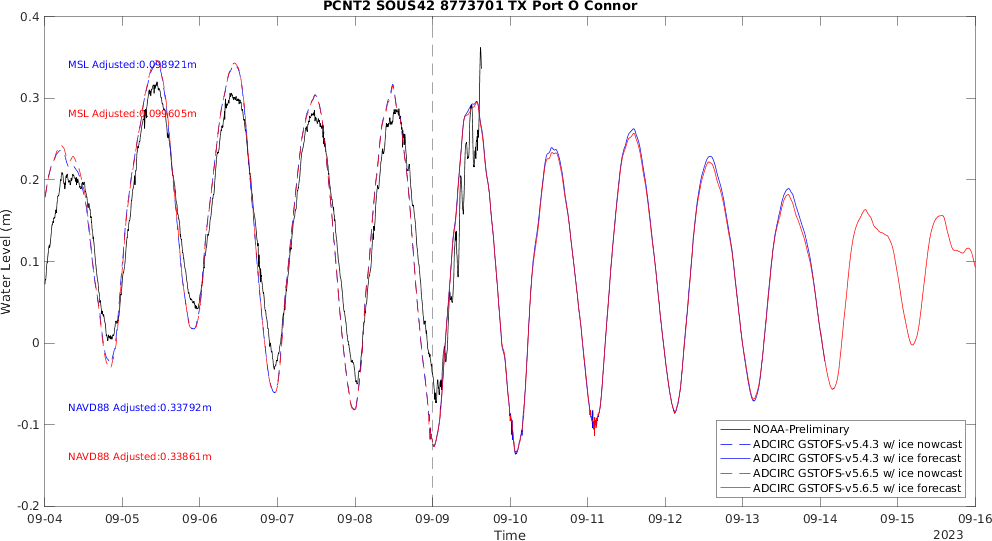 PCNT2 SOUS42 8773701 TX Port O Connor
Water Level (m)
0.4
0.3
0.2
0.1
0
-0.1
-0.2
MSL Adjusted:0.098921m
MSL Adjusted:0.099605m
NAVD88 Adjusted:0.33792m
NAVD88 Adjusted:0.33861m
NOAA-Preliminary
ADCIRC GSTOFS-v5.4.3 w/ ice nowcast
ADCIRC GSTOFS-v5.4.3 w/ ice forecast
ADCIRC GSTOFS-v5.6.5 w/ ice nowcast
ADCIRC GSTOFS-v5.6.5 w/ ice forecast
09-04 09-05 09-06 09-07 09-08 09-09 09-10 09-11 09-12 09-13 09-14 09-15 09-16
Time
2023